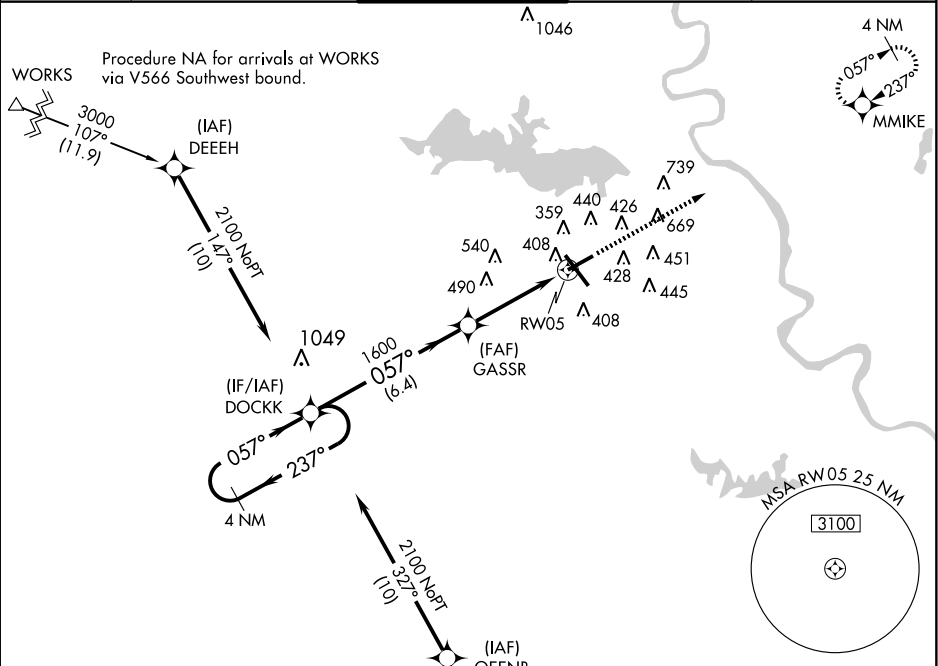 1046
4 NM
057°
237°
MMIKE
Procedure NA for arrivals at WORKS
via V566 Southwest bound.
WORKS
3000
107°
(11.9)
(IAF)
DEEEH
2100 NoPT
147°
(10)
739
440
426
359
669
540
408
451
428
490
445
RW05
408
(FAF)
GASSR
1049
1600
057°
(6.4)
(IF/IAF)
DOCKK
057°
237°
4 NM
MSA RW05 25 NM
3100
2100 NoPT
327°
(10)
(IAF)